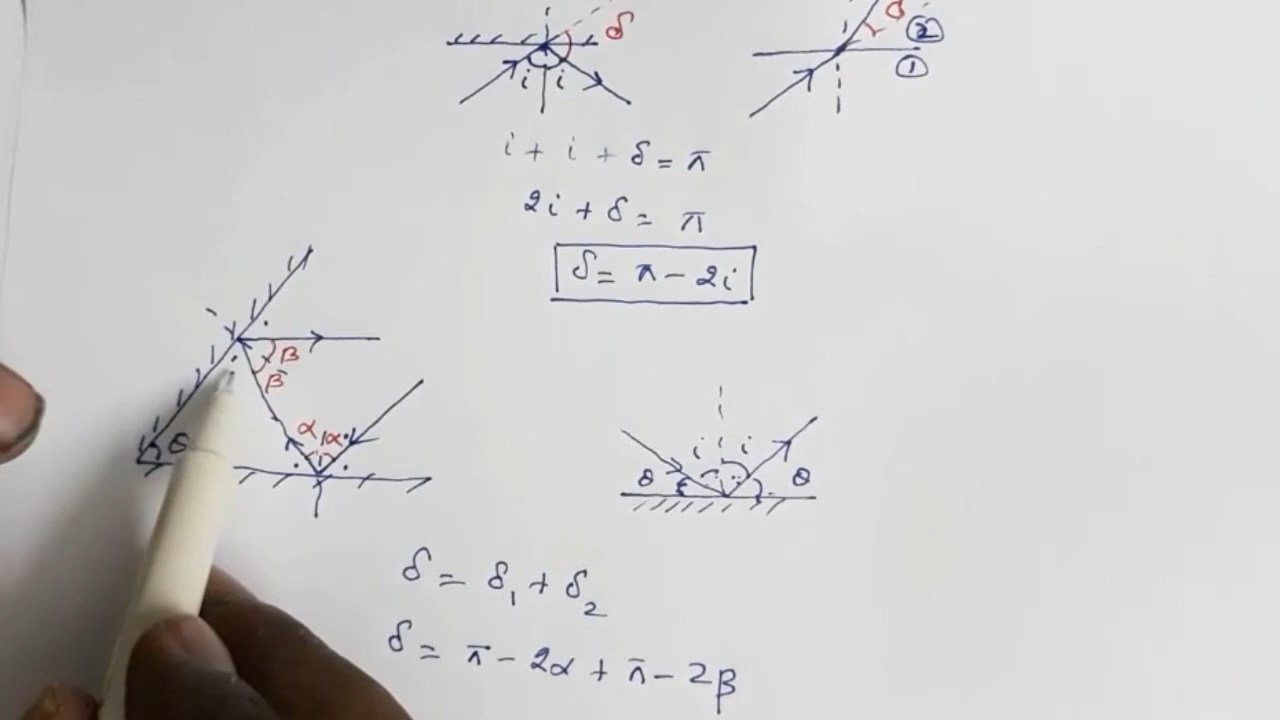 δ
②
①
i i
i + i + δ = π
2i + δ = π
δ = π - 2i
β
β
θ
α α
i i
θ θ
δ = δ₁ + δ₂
δ = π - 2α + π - 2β